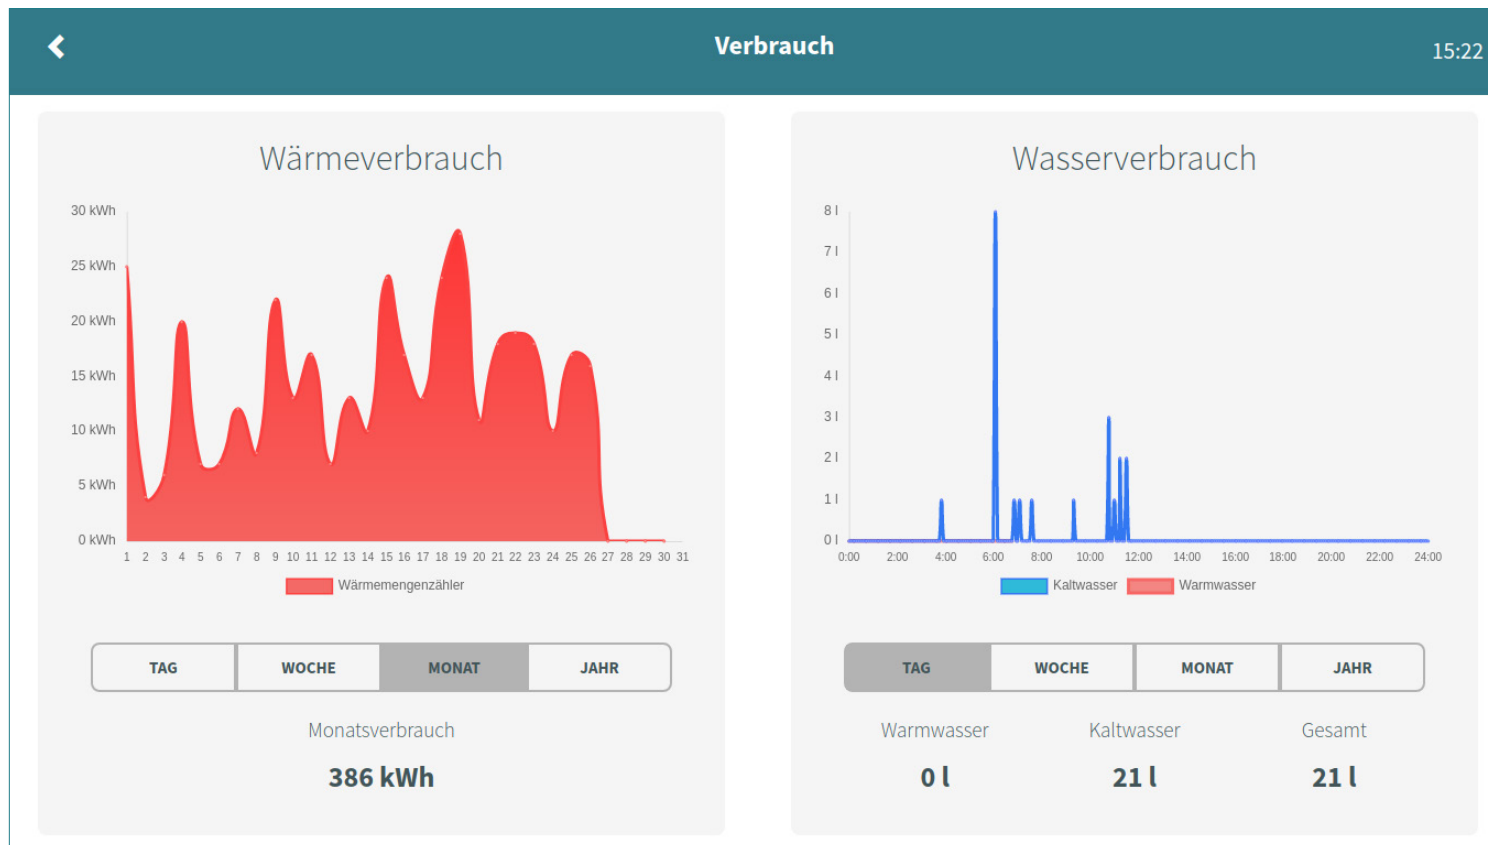 Verbrauch
15:22
Wärmeverbrauch
30 kWh
25 kWh
20 kWh
15 kWh
10 kWh
5 kWh
0 kWh
1 2 3 4 5 6 7 8 9 10 11 12 13 14 15 16 17 18 19 20 21 22 23 24 25 26 27 28 29 30 31
Wärmemengenzähler
TAG WOCHE MONAT JAHR
Monatsverbrauch
386 kWh
Wasserverbrauch
8 l
7 l
6 l
5 l
4 l
3 l
2 l
1 l
0 l
0:00 2:00 4:00 6:00 8:00 10:00 12:00 14:00 16:00 18:00 20:00 22:00 24:00
Kaltwasser Warmwasser
TAG WOCHE MONAT JAHR
Warmwasser Kaltwasser Gesamt
0 l 21 l 21 l